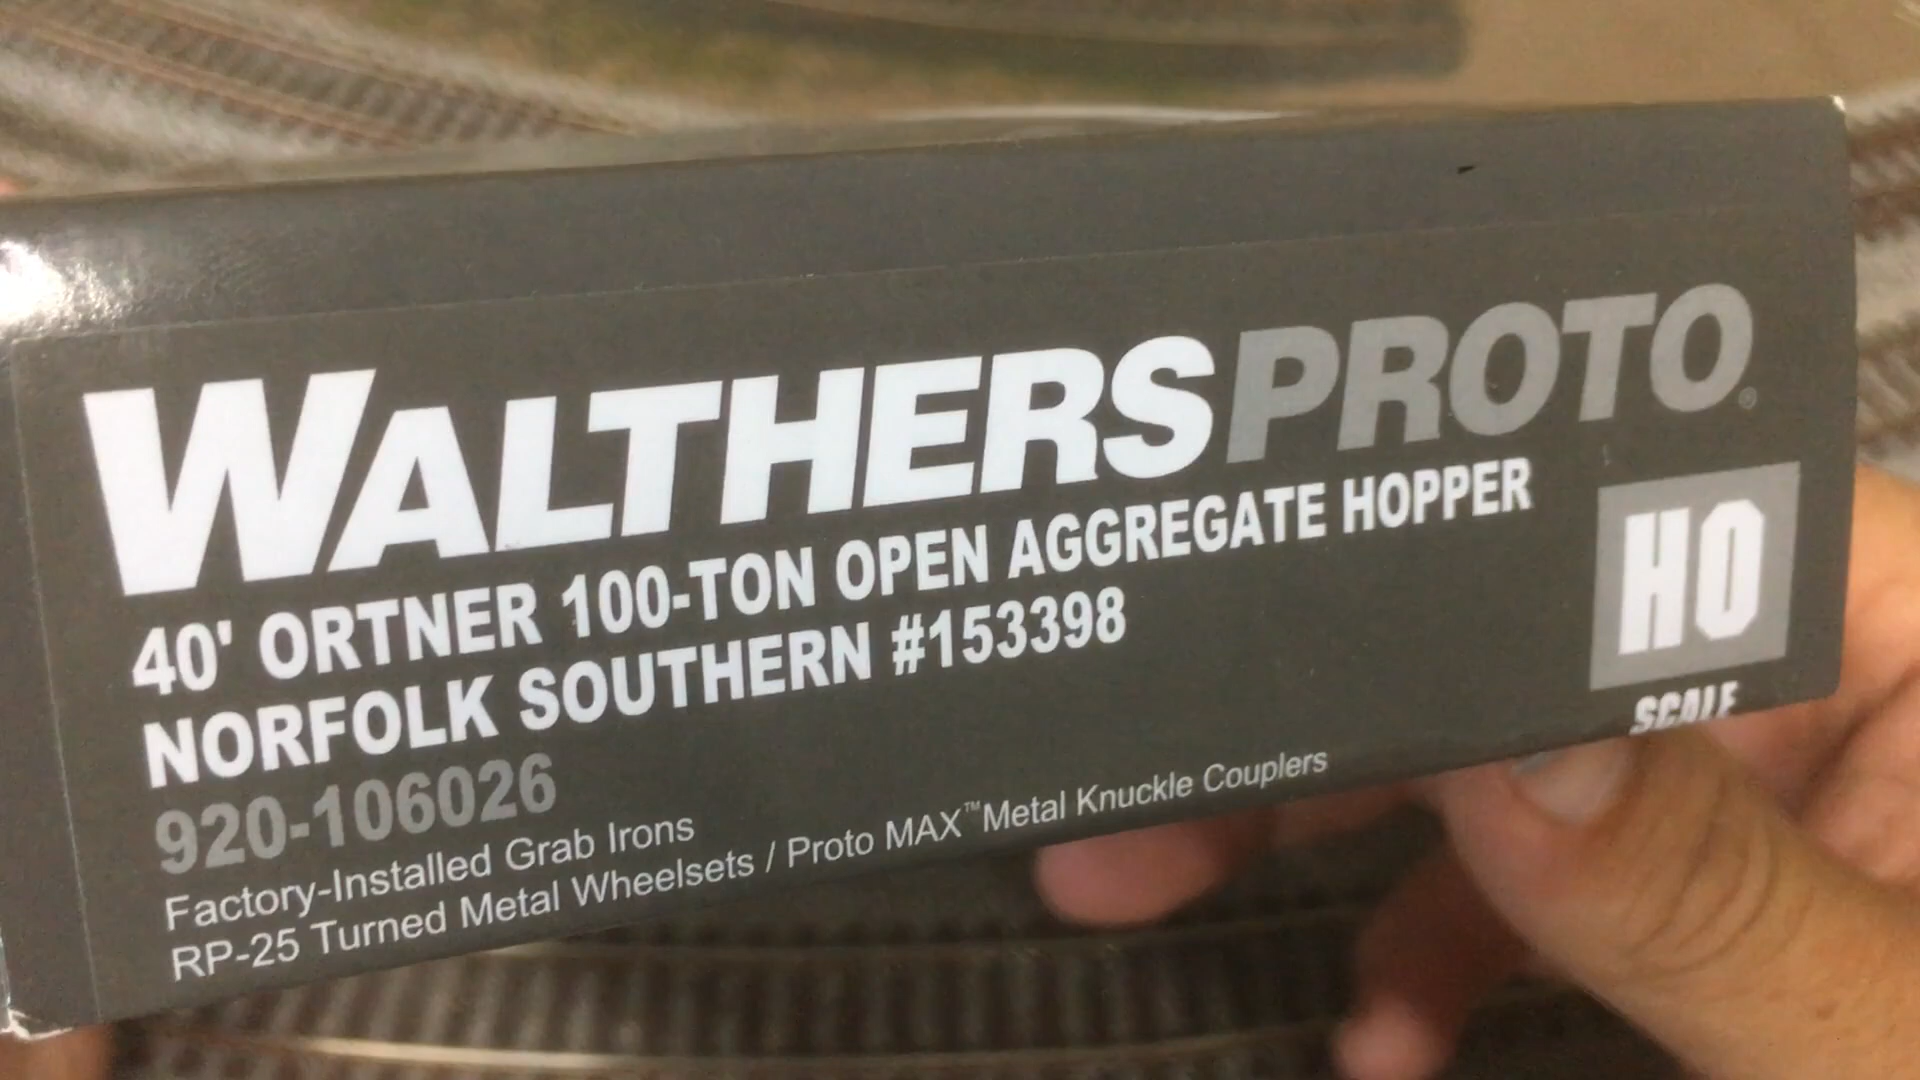 WALTHERSPROTO®
40' ORTNER 100-TON OPEN AGGREGATE HOPPER
NORFOLK SOUTHERN #153398
920-106026
Factory-Installed Grab Irons
RP-25 Turned Metal Wheelsets / Proto MAX™ Metal Knuckle Couplers
HO
SCALE